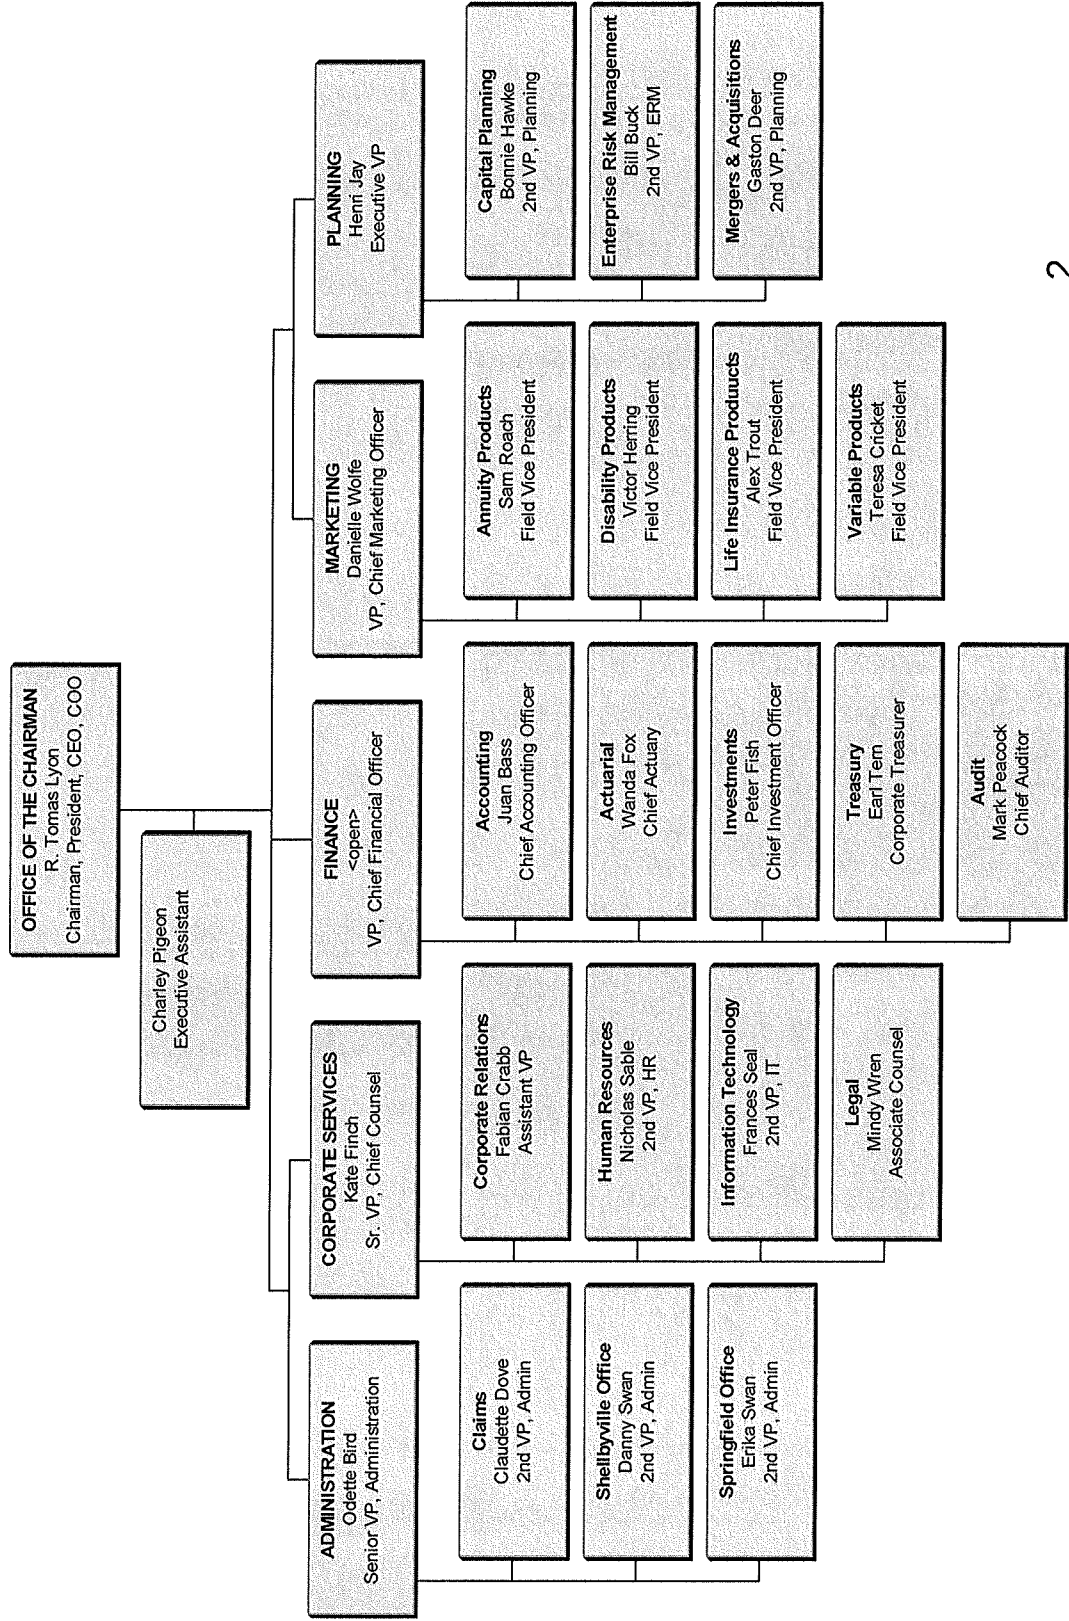 OFFICE OF THE CHAIRMAN
R. Tomas Lyon
Chairman, President, CEO, COO
Charley Pigeon
Executive Assistant
ADMINISTRATION
Odette Bird
Senior VP, Administration
Claims
Claudette Dove
2nd VP, Admin
Shellbyville Office
Danny Swan
2nd VP, Admin
Springfield Office
Erika Swan
2nd VP, Admin
CORPORATE SERVICES
Kate Finch
Sr. VP, Chief Counsel
Corporate Relations
Fabian Crabb
Assistant VP
Human Resources
Nicholas Sable
2nd VP, HR
Information Technology
Frances Seal
2nd VP, IT
Legal
Mindy Wren
Associate Counsel
FINANCE
<open>
VP, Chief Financial Officer
Accounting
Juan Bass
Chief Accounting Officer
Actuarial
Wanda Fox
Chief Actuary
Investments
Peter Fish
Chief Investment Officer
Treasury
Earl Tern
Corporate Treasurer
Audit
Mark Peacock
Chief Auditor
MARKETING
Danielle Wolfe
VP, Chief Marketing Officer
Annuity Products
Sam Roach
Field Vice President
Disability Products
Victor Herring
Field Vice President
Life Insurance Produucts
Alex Trout
Field Vice President
Variable Products
Teresa Cricket
Field Vice President
PLANNING
Henri Jay
Executive VP
Capital Planning
Bonnie Hawke
2nd VP, Planning
Enterprise Risk Management
Bill Buck
2nd VP, ERM
Mergers & Acquisitions
Gaston Deer
2nd VP, Planning
2